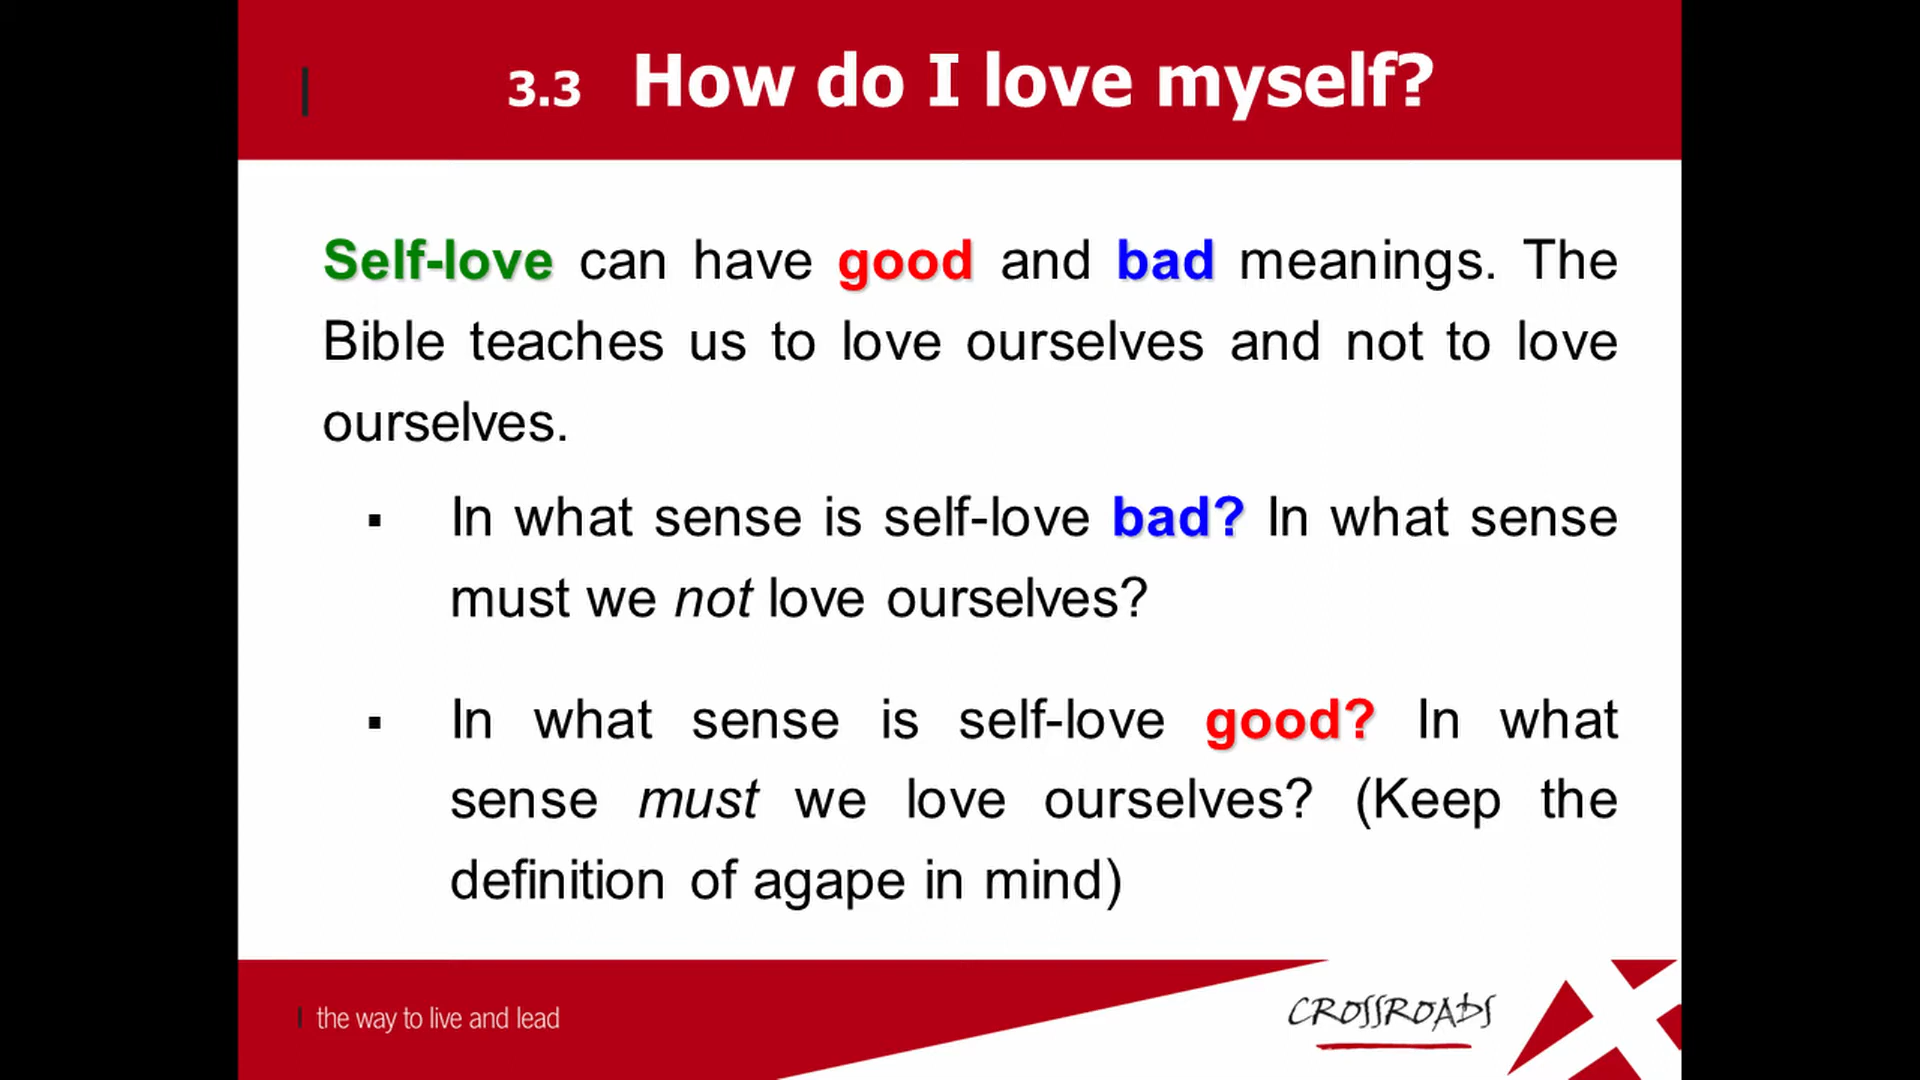 3.3 How do I love myself?
Self-love can have good and bad meanings. The
Bible teaches us to love ourselves and not to love
ourselves.
▪ In what sense is self-love bad? In what sense
must we not love ourselves?
▪ In what sense is self-love good? In what
sense must we love ourselves? (Keep the
definition of agape in mind)
the way to live and lead
CROSSROADS